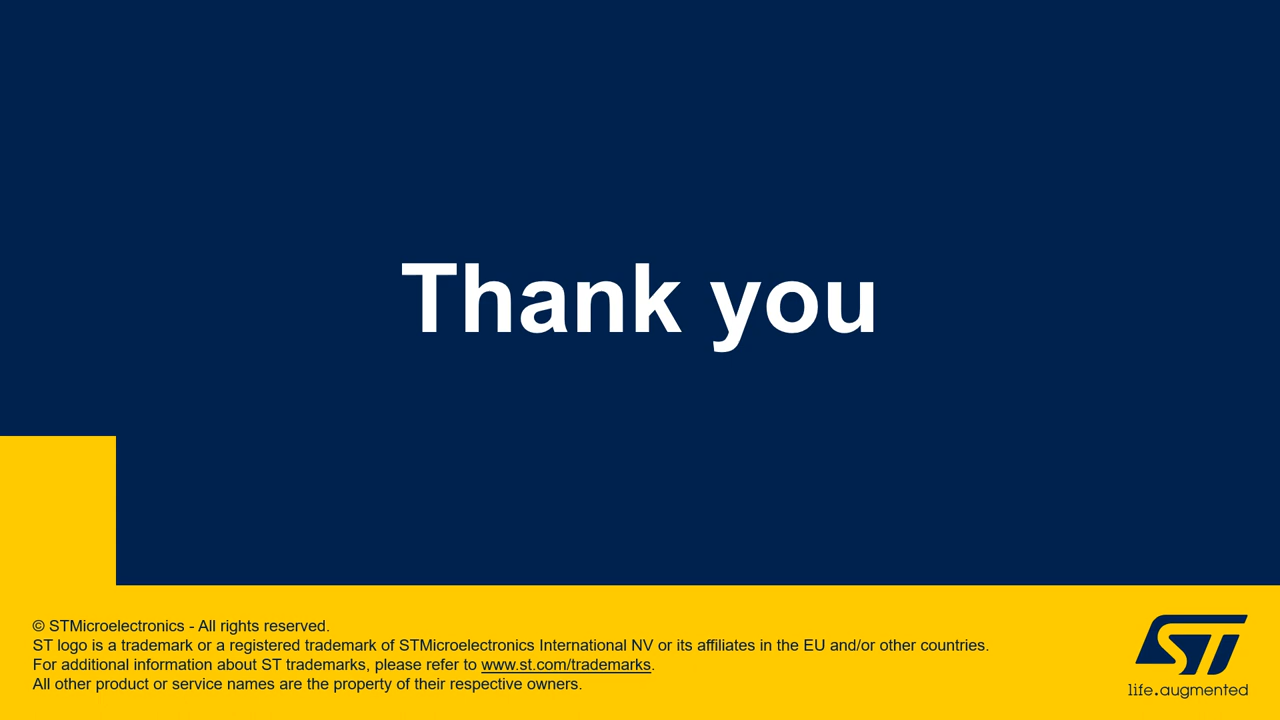 Thank you
© STMicroelectronics - All rights reserved.
ST logo is a trademark or a registered trademark of STMicroelectronics International NV or its affiliates in the EU and/or other countries.
For additional information about ST trademarks, please refer to www.st.com/trademarks.
All other product or service names are the property of their respective owners.
ST
life.augmented